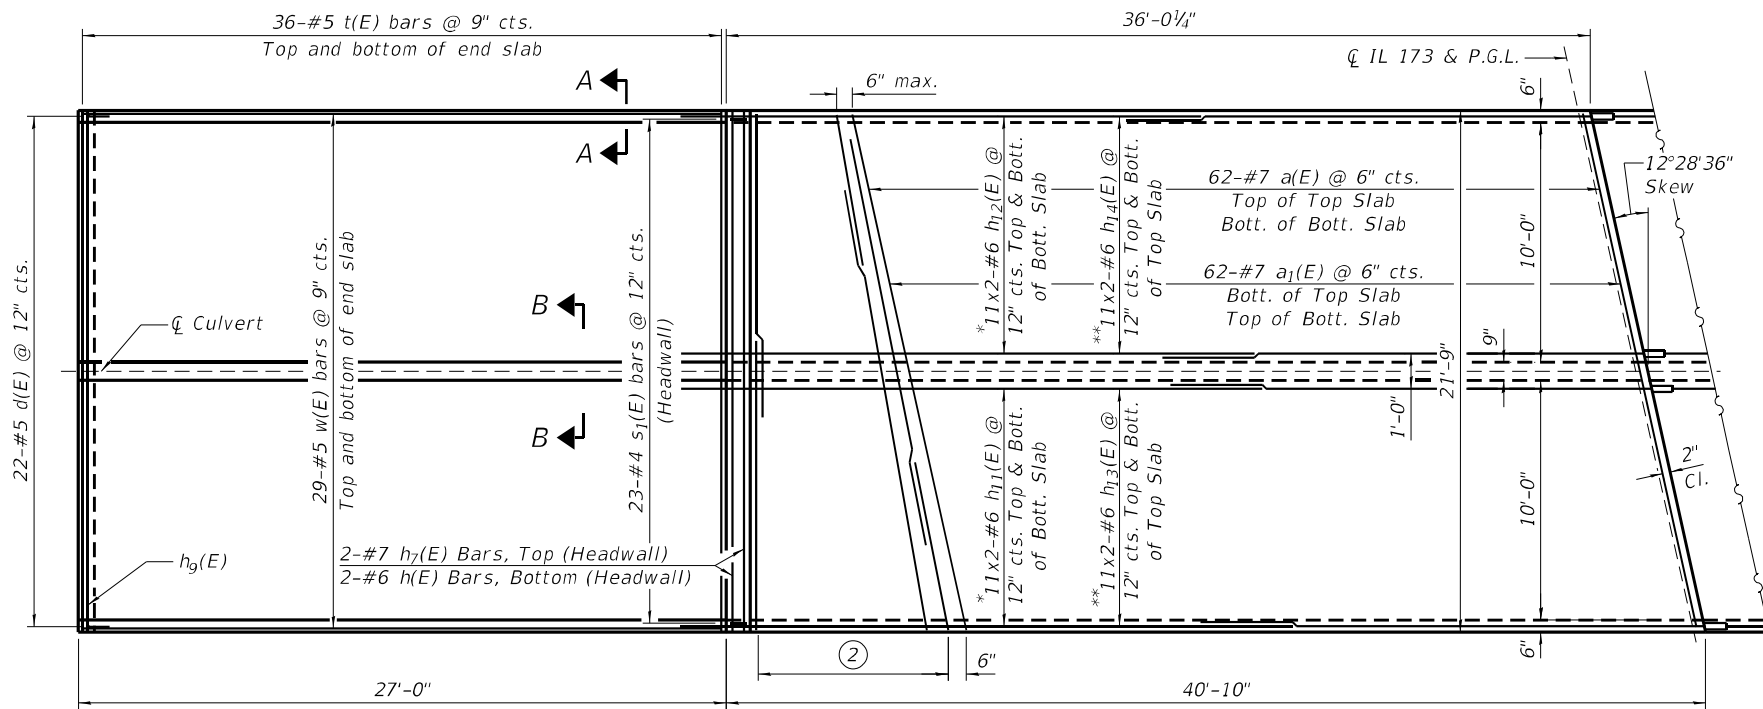 36-#5 t(E) bars @ 9" cts.
Top and bottom of end slab
36'-0¼"
℄ IL 173 & P.G.L.
A
6" max.
6"
A
12°28'36"
Skew
62-#7 a(E) @ 6" cts.
Top of Top Slab
Bott. of Bott. Slab
62-#7 a1(E) @ 6" cts.
Bott. of Top Slab
Top of Bott. Slab
22-#5 d(E) @ 12" cts.
29-#5 w(E) bars @ 9" cts.
Top and bottom of end slab
23-#4 s1(E) bars @ 12" cts.
(Headwall)
*11x2-#6 h12(E) @
12" cts. Top & Bott.
of Bott. Slab
**11x2-#6 h14(E) @
12" cts. Top & Bott.
of Top Slab
10'-0"
B
℄ Culvert
9"
21'-9"
1'-0"
B
*11x2-#6 h11(E) @
12" cts. Top & Bott.
of Bott. Slab
**11x2-#6 h13(E) @
12" cts. Top & Bott.
of Top Slab
10'-0"
2"
Cl.
h9(E)
2-#7 h7(E) Bars, Top (Headwall)
2-#6 h(E) Bars, Bottom (Headwall)
2
6"
6"
27'-0"
40'-10"